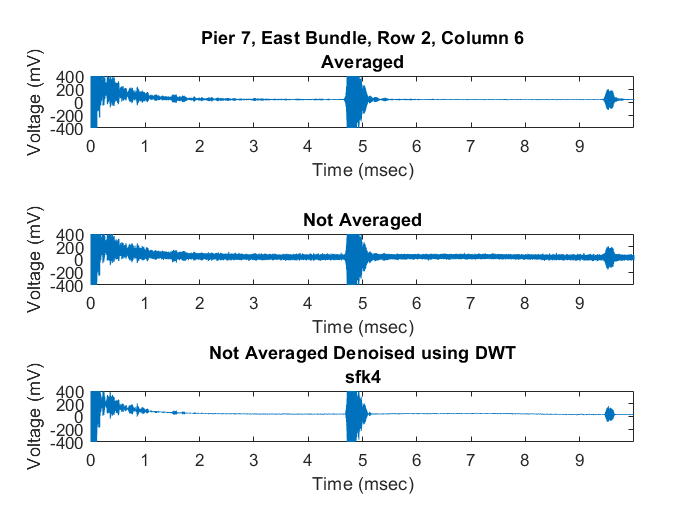 Pier 7, East Bundle, Row 2, Column 6
Averaged
400
200
0
-200
-400
Voltage (mV)
0 1 2 3 4 5 6 7 8 9
Time (msec)
Not Averaged
400
200
0
-200
-400
Voltage (mV)
0 1 2 3 4 5 6 7 8 9
Time (msec)
Not Averaged Denoised using DWT
sfk4
400
200
0
-200
-400
Voltage (mV)
0 1 2 3 4 5 6 7 8 9
Time (msec)